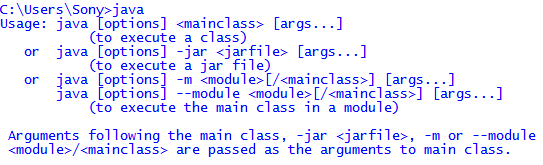 C:\Users\Sony>java
Usage: java [options] <mainclass> [args...]
(to execute a class)
or java [options] -jar <jarfile> [args...]
(to execute a jar file)
or java [options] -m <module>[/<mainclass>] [args...]
java [options] --module <module>[/<mainclass>] [args...]
(to execute the main class in a module)
Arguments following the main class, -jar <jarfile>, -m or --module
<module>/<mainclass> are passed as the arguments to main class.